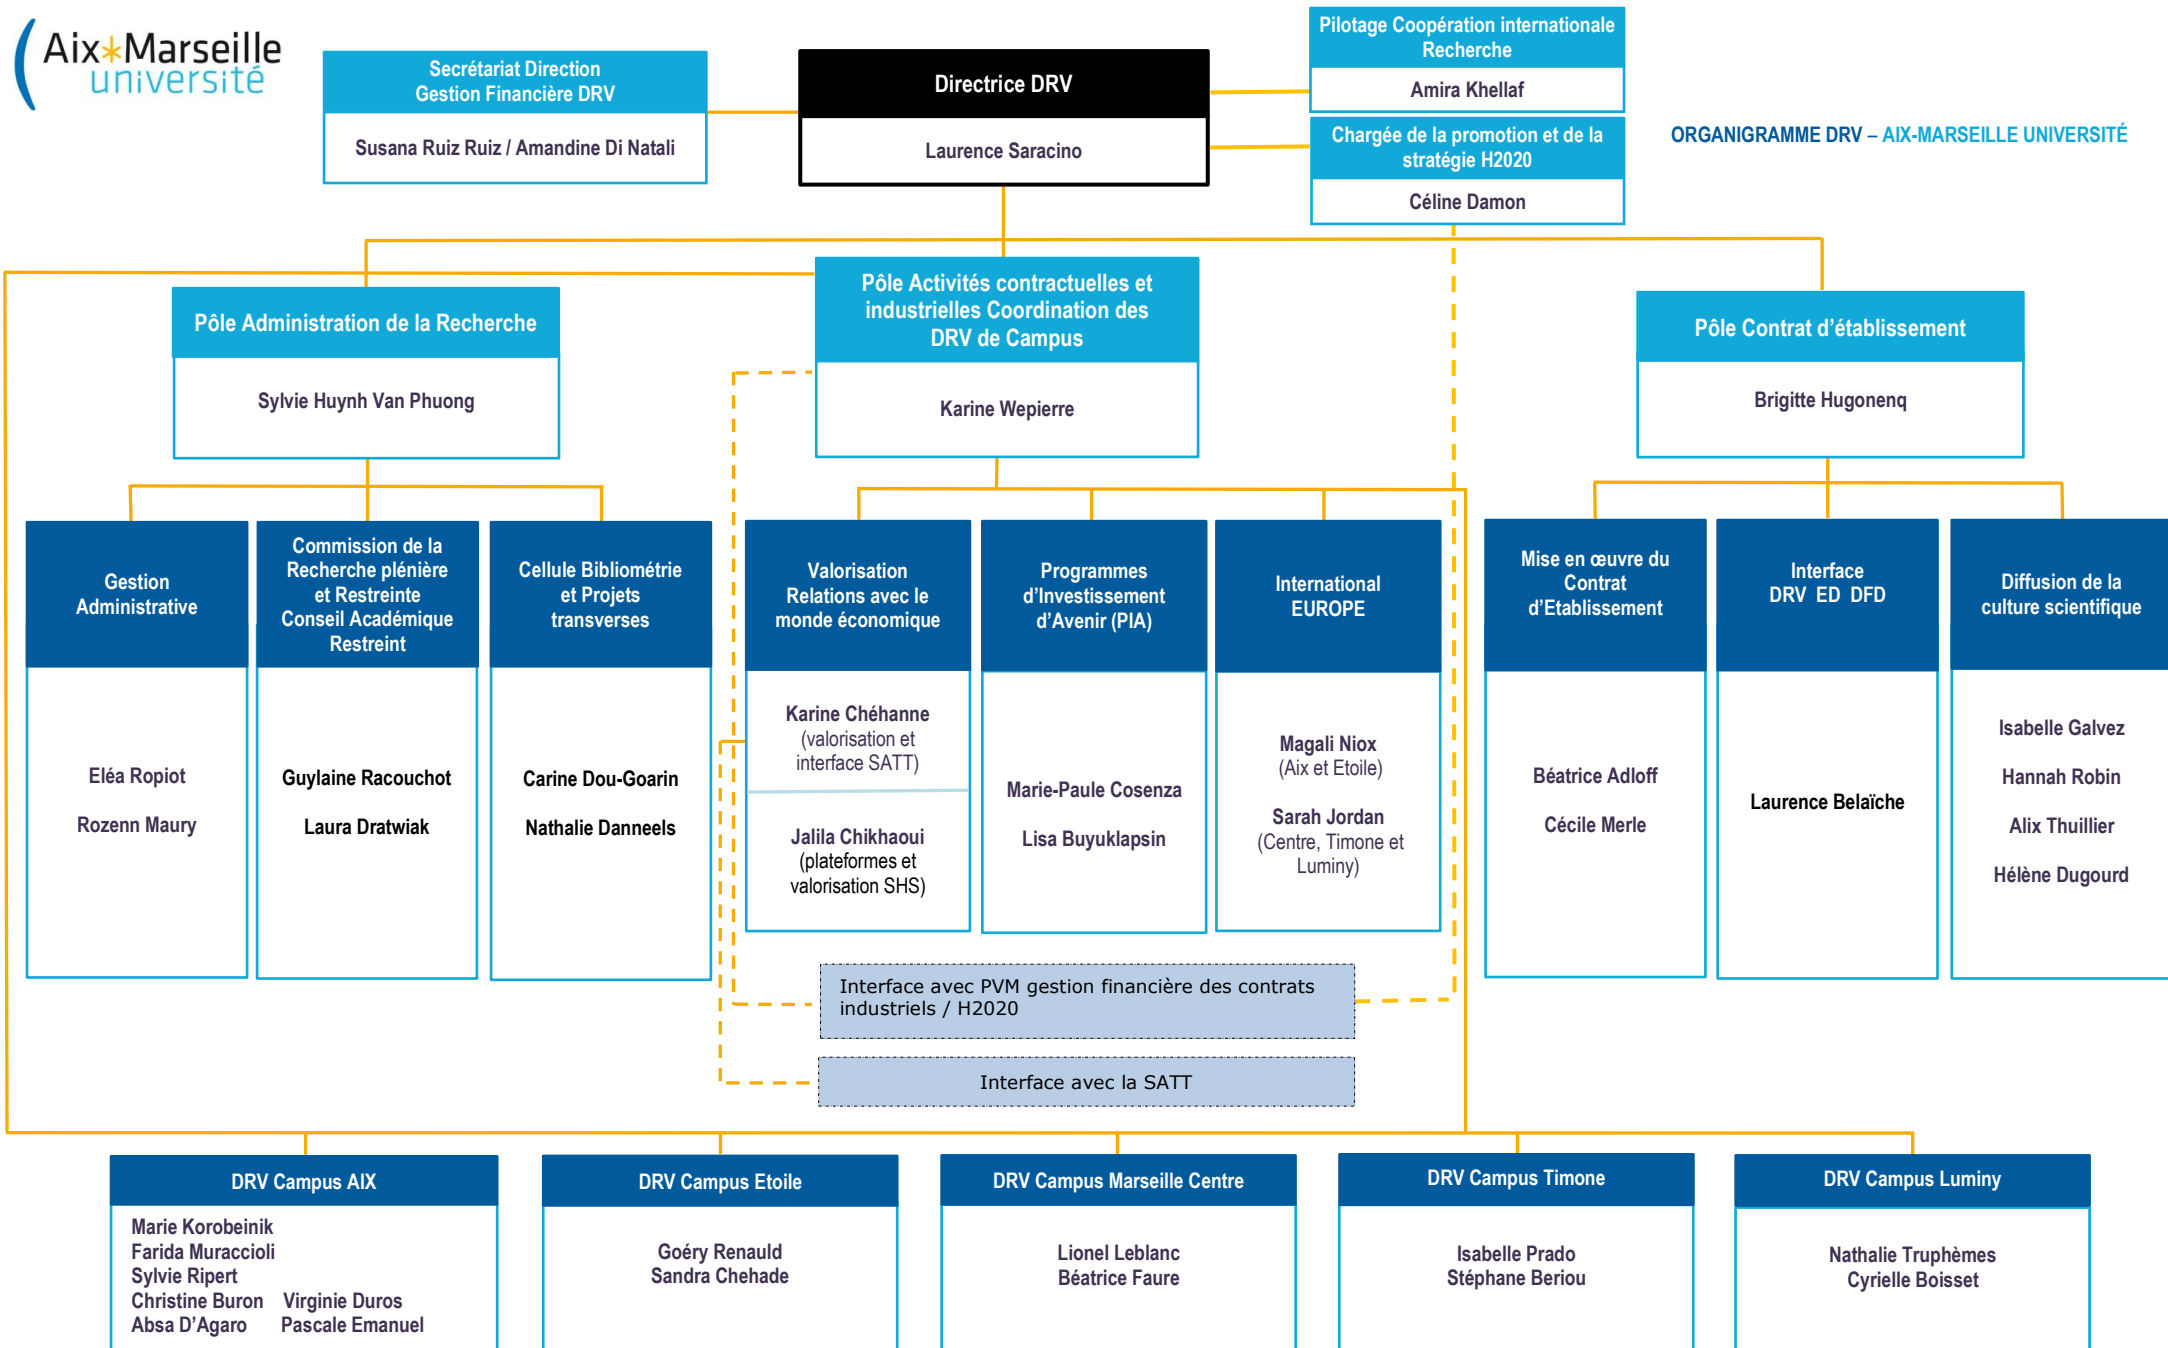 Aix*Marseille
université
Secrétariat Direction
Gestion Financière DRV
Susana Ruiz Ruiz / Amandine Di Natali
Directrice DRV
Laurence Saracino
Pilotage Coopération internationale
Recherche
Amira Khellaf
Chargée de la promotion et de la
stratégie H2020
Céline Damon
ORGANIGRAMME DRV – AIX-MARSEILLE UNIVERSITÉ
Pôle Administration de la Recherche
Sylvie Huynh Van Phuong
Pôle Activités contractuelles et
industrielles Coordination des
DRV de Campus
Karine Wepierre
Pôle Contrat d'établissement
Brigitte Hugonenq
Gestion
Administrative
Eléa Ropiot
Rozenn Maury
Commission de la
Recherche plénière
et Restreinte
Conseil Académique
Restreint
Guylaine Racouchot
Laura Dratwiak
Cellule Bibliométrie
et Projets
transverses
Carine Dou-Goarin
Nathalie Danneels
Valorisation
Relations avec le
monde économique
Karine Chéhanne
(valorisation et
interface SATT)
Jalila Chikhaoui
(plateformes et
valorisation SHS)
Programmes
d'Investissement
d'Avenir (PIA)
Marie-Paule Cosenza
Lisa Buyuklapsin
International
EUROPE
Magali Niox
(Aix et Etoile)
Sarah Jordan
(Centre, Timone et
Luminy)
Mise en œuvre du
Contrat
d'Etablissement
Béatrice Adloff
Cécile Merle
Interface
DRV ED DFD
Laurence Belaïche
Diffusion de la
culture scientifique
Isabelle Galvez
Hannah Robin
Alix Thuillier
Hélène Dugourd
Interface avec PVM gestion financière des contrats
industriels / H2020
Interface avec la SATT
DRV Campus AIX
Marie Korobeinik
Farida Muraccioli
Sylvie Ripert
Christine Buron Virginie Duros
Absa D'Agaro Pascale Emanuel
DRV Campus Etoile
Goéry Renauld
Sandra Chehade
DRV Campus Marseille Centre
Lionel Leblanc
Béatrice Faure
DRV Campus Timone
Isabelle Prado
Stéphane Beriou
DRV Campus Luminy
Nathalie Truphèmes
Cyrielle Boisset